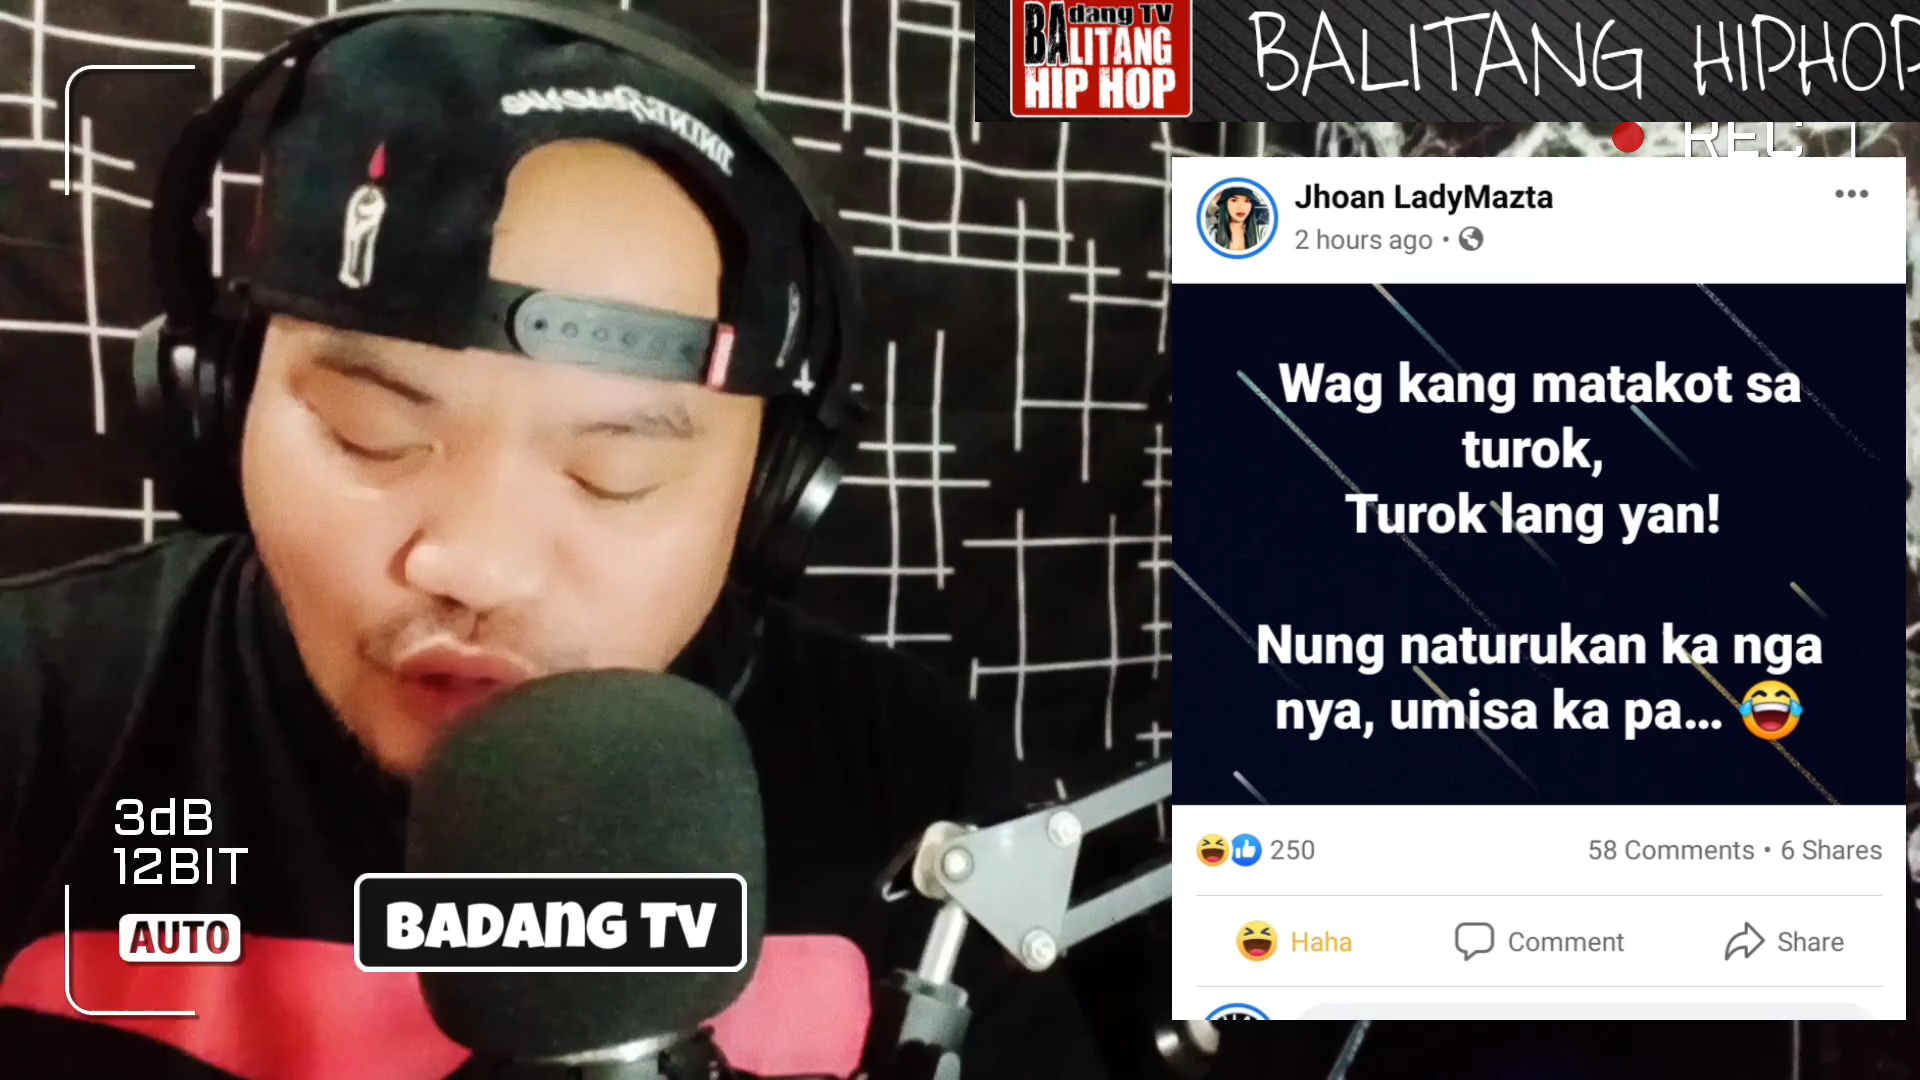 BAdang TV
BALITANG
HIP HOP
BALITANG HIPHOP
REC
Jhoan LadyMazta
2 hours ago
Wag kang matakot sa
turok,
Turok lang yan!
Nung naturukan ka nga
nya, umisa ka pa... 😂
250
58 Comments • 6 Shares
Haha
Comment
Share
3dB
12BIT
AUTO
BADANG TV